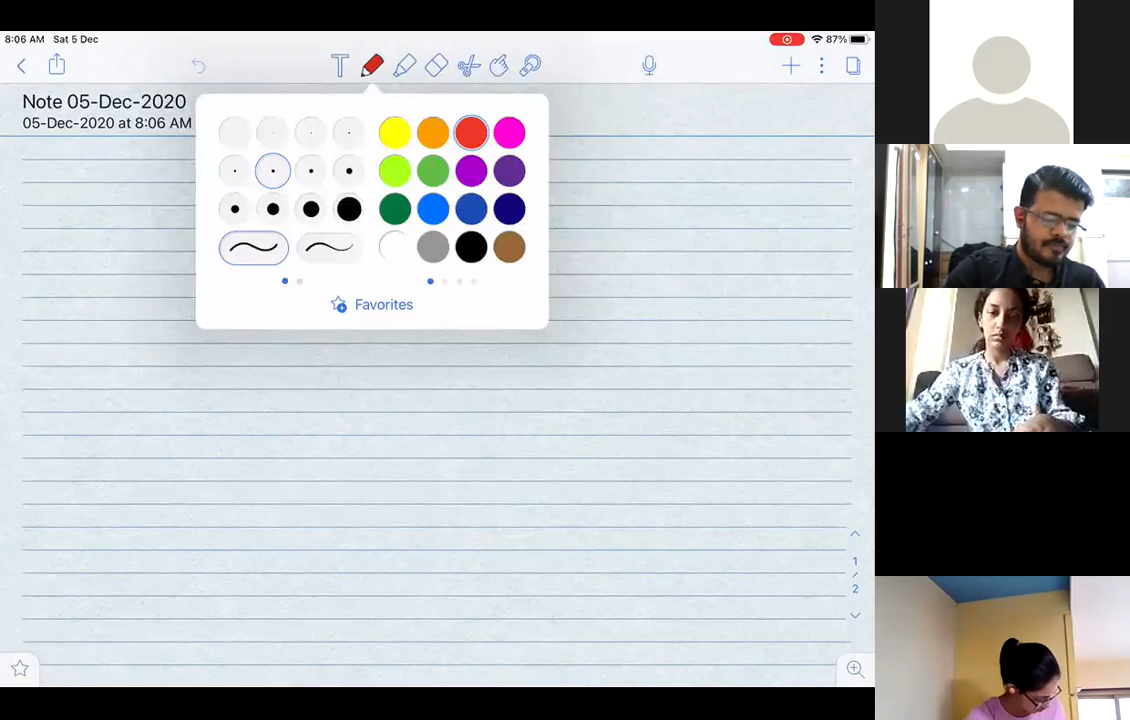 8:06 AM Sat 5 Dec 87%
T
Note 05-Dec-2020
05-Dec-2020 at 8:06 AM
Favorites
1
/
2